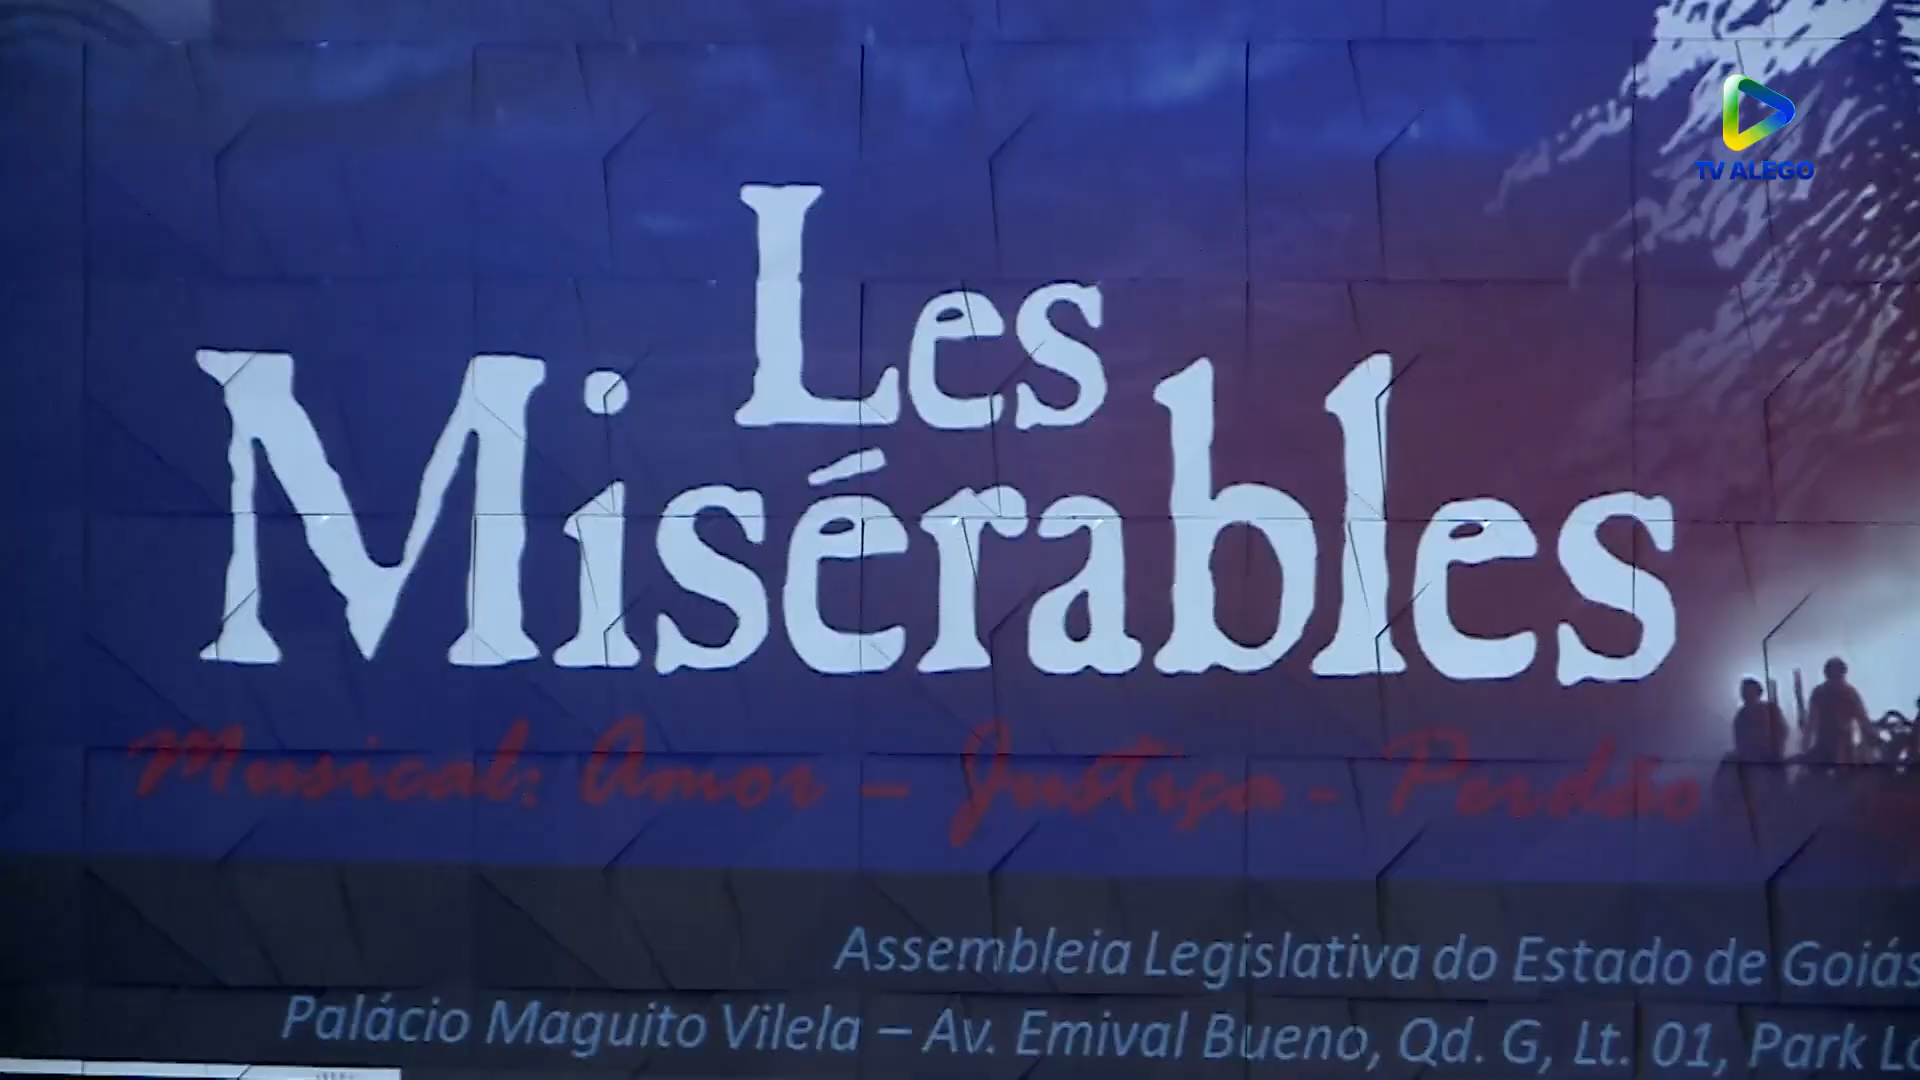 TV ALEGO
Les
Misérables
Musical: Amor – Justiça - Perdão
Assembleia Legislativa do Estado de Goiás
Palácio Maguito Vilela – Av. Emival Bueno, Qd. G, Lt. 01, Park